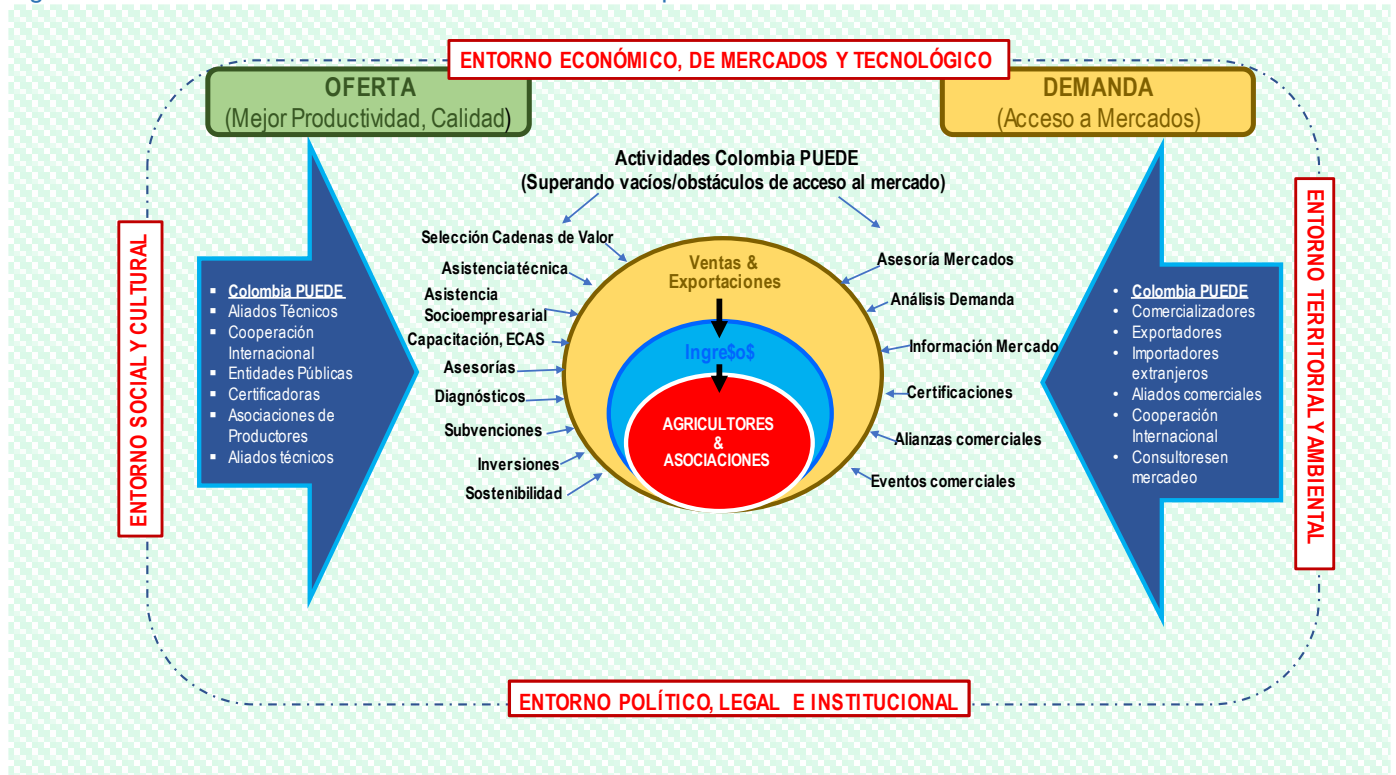 ENTORNO ECONÓMICO, DE MERCADOS Y TECNOLÓGICO
OFERTA
(Mejor Productividad, Calidad)
DEMANDA
(Acceso a Mercados)
Actividades Colombia PUEDE
(Superando vacíos/obstáculos de acceso al mercado)
ENTORNO SOCIAL Y CULTURAL
Colombia PUEDE
Aliados Técnicos
Cooperación
Internacional
Entidades Públicas
Certificadoras
Asociaciones de
Productores
Aliados técnicos
Selección Cadenas de Valor
Asistencia técnica
Asistencia
Socioempresarial
Capacitación, ECAS
Asesorías
Diagnósticos
Subvenciones
Inversiones
Sostenibilidad
Ventas &
Exportaciones
Ingre$o$
AGRICULTORES
&
ASOCIACIONES
Asesoría Mercados
Análisis Demanda
Información Mercado
Certificaciones
Alianzas comerciales
Eventos comerciales
Colombia PUEDE
Comercializadores
Exportadores
Importadores
extranjeros
Aliados comerciales
Cooperación
Internacional
Consultoresen
mercadeo
ENTORNO TERRITORIAL Y AMBIENTAL
ENTORNO POLÍTICO, LEGAL E INSTITUCIONAL